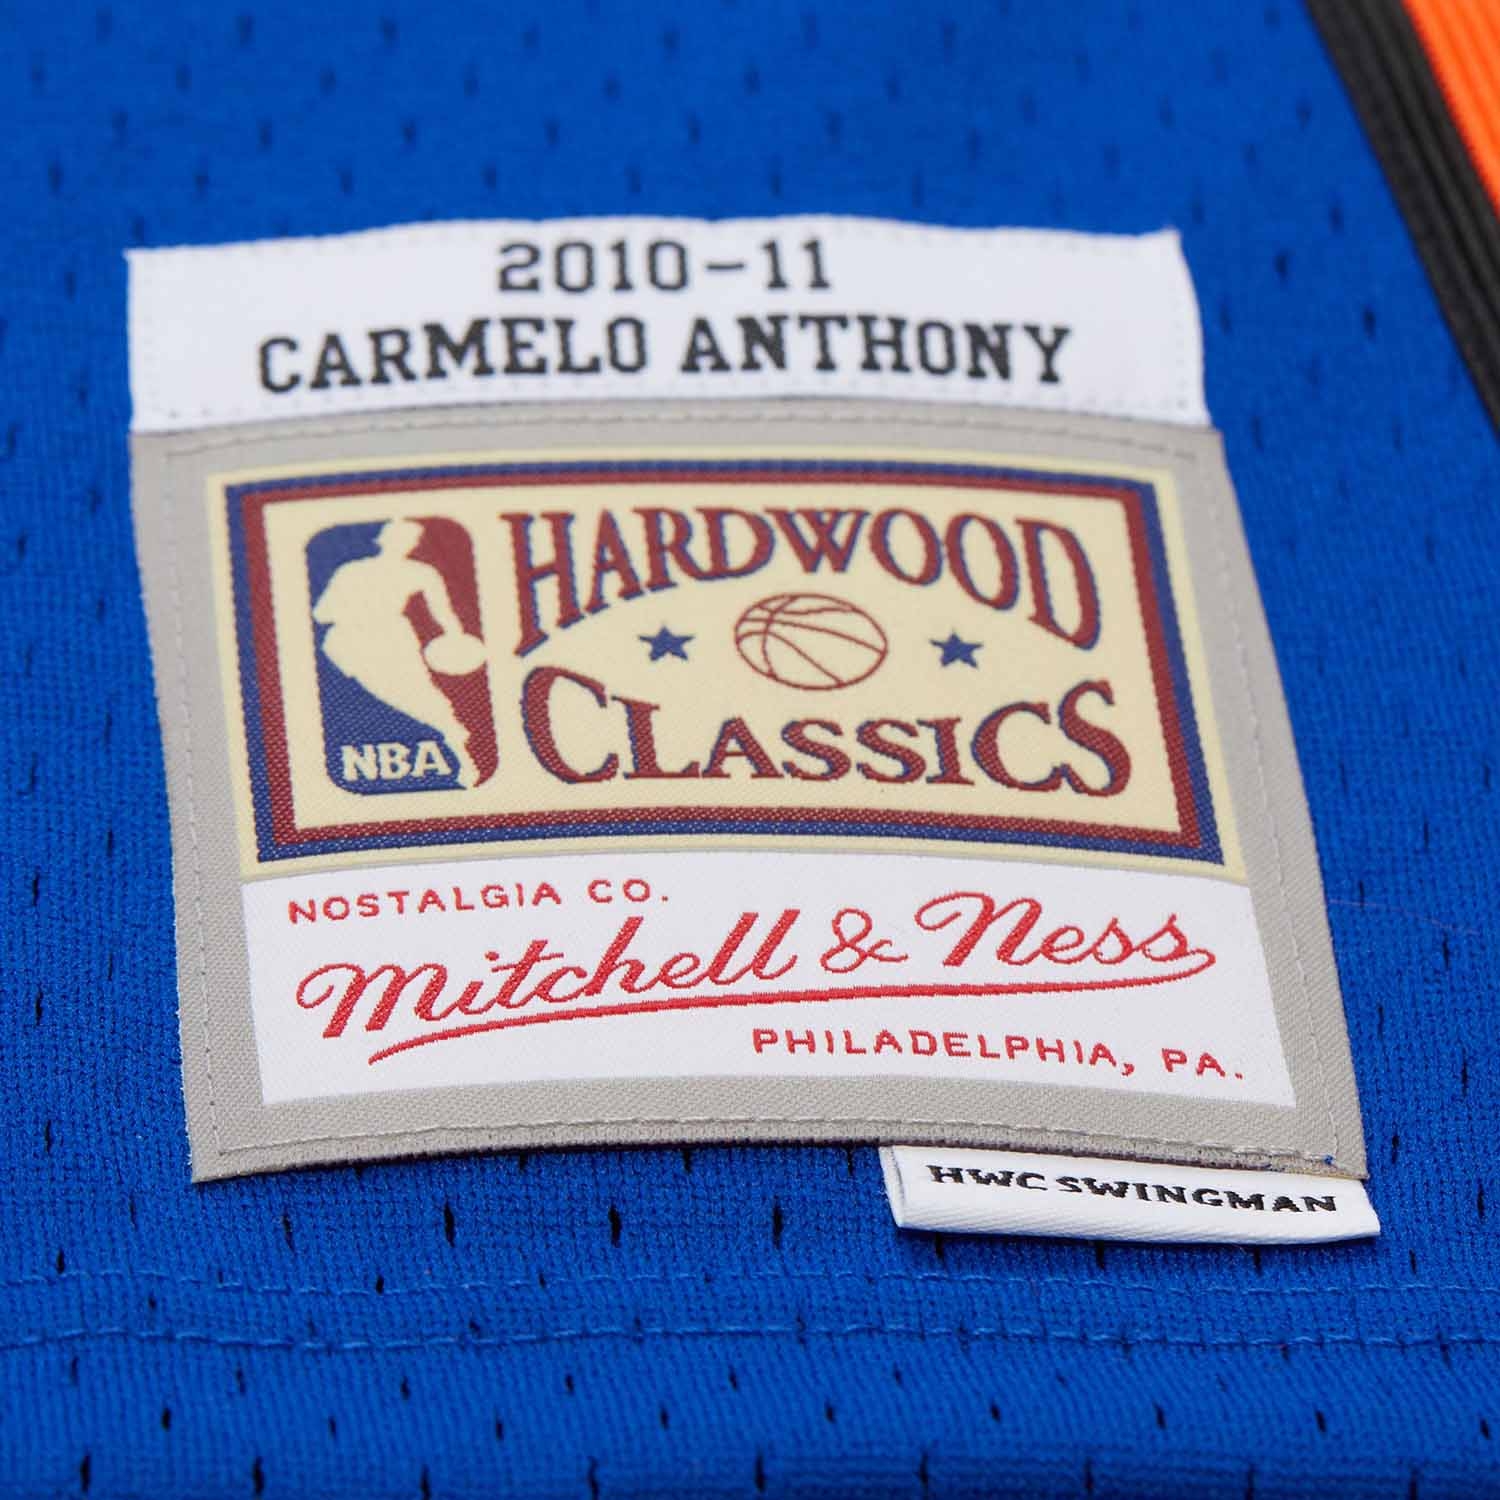 2010-11
CARMELO ANTHONY
HARDWOOD
CLASSICS
NBA
NOSTALGIA CO.
Mitchell & Ness
PHILADELPHIA, PA.
HWC SWINGMAN